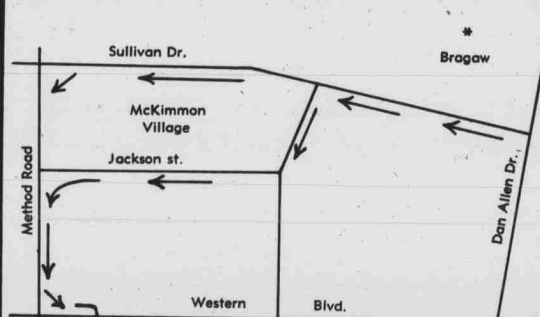 *
Sullivan Dr.
Bragaw
McKimmon
Village
Jackson st.
Method Road
Dan Allen Dr.
Western Blvd.